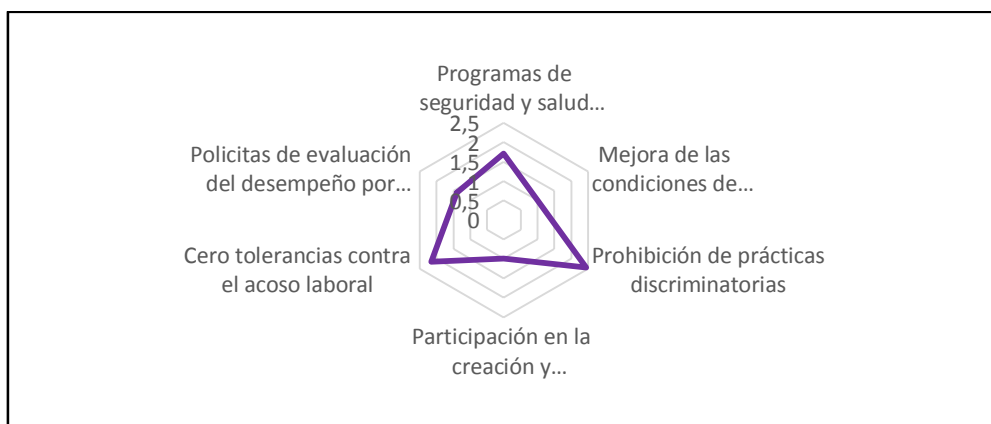 Programas de
seguridad y salud...
2,5
2
1,5
1
0,5
0
Mejora de las
condiciones de...
Prohibición de prácticas
discriminatorias
Participación en la
creación y...
Cero tolerancias contra
el acoso laboral
Policitas de evaluación
del desempeño por...